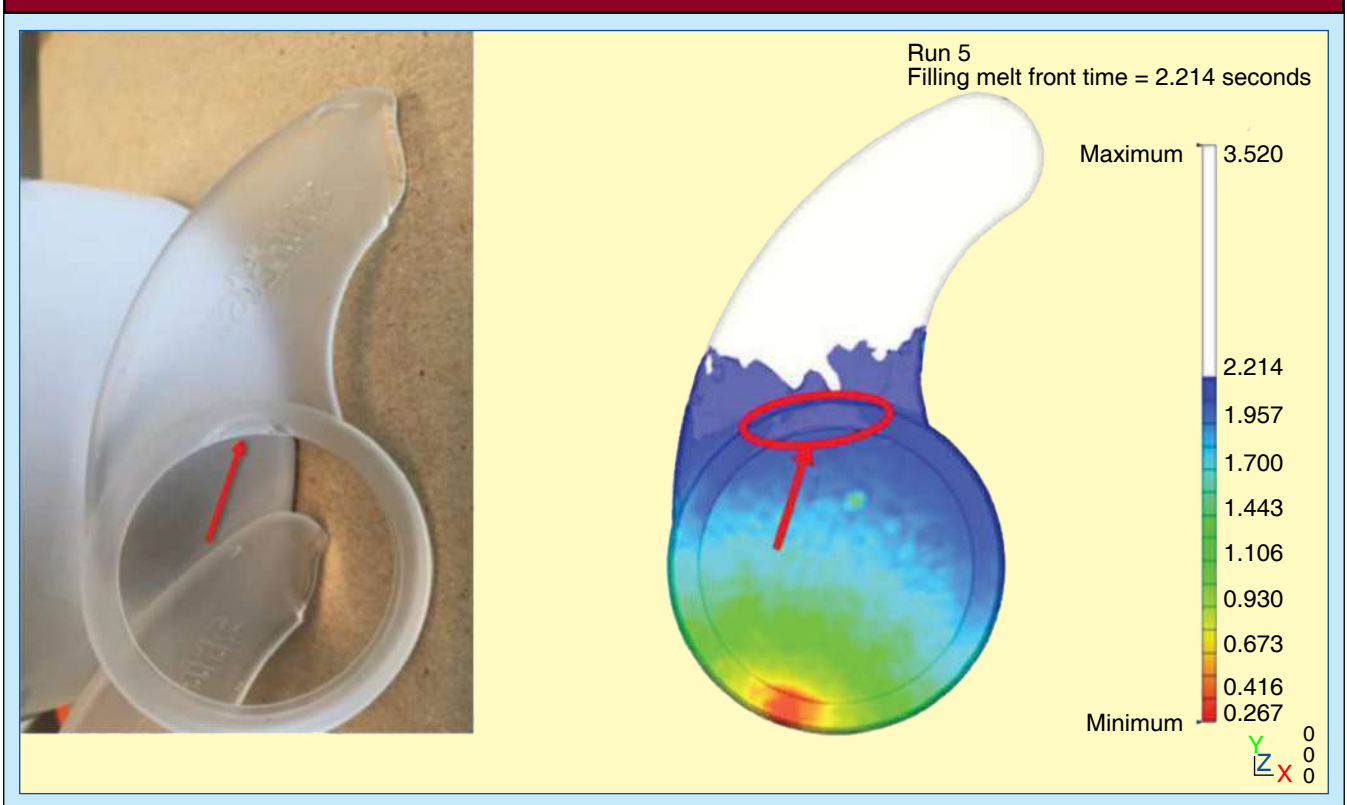 Run 5
Filling melt front time = 2.214 seconds
Maximum
3.520
2.214
1.957
1.700
1.443
1.106
0.930
0.673
0.416
0.267
Minimum
Y
Z
X
0
0
0